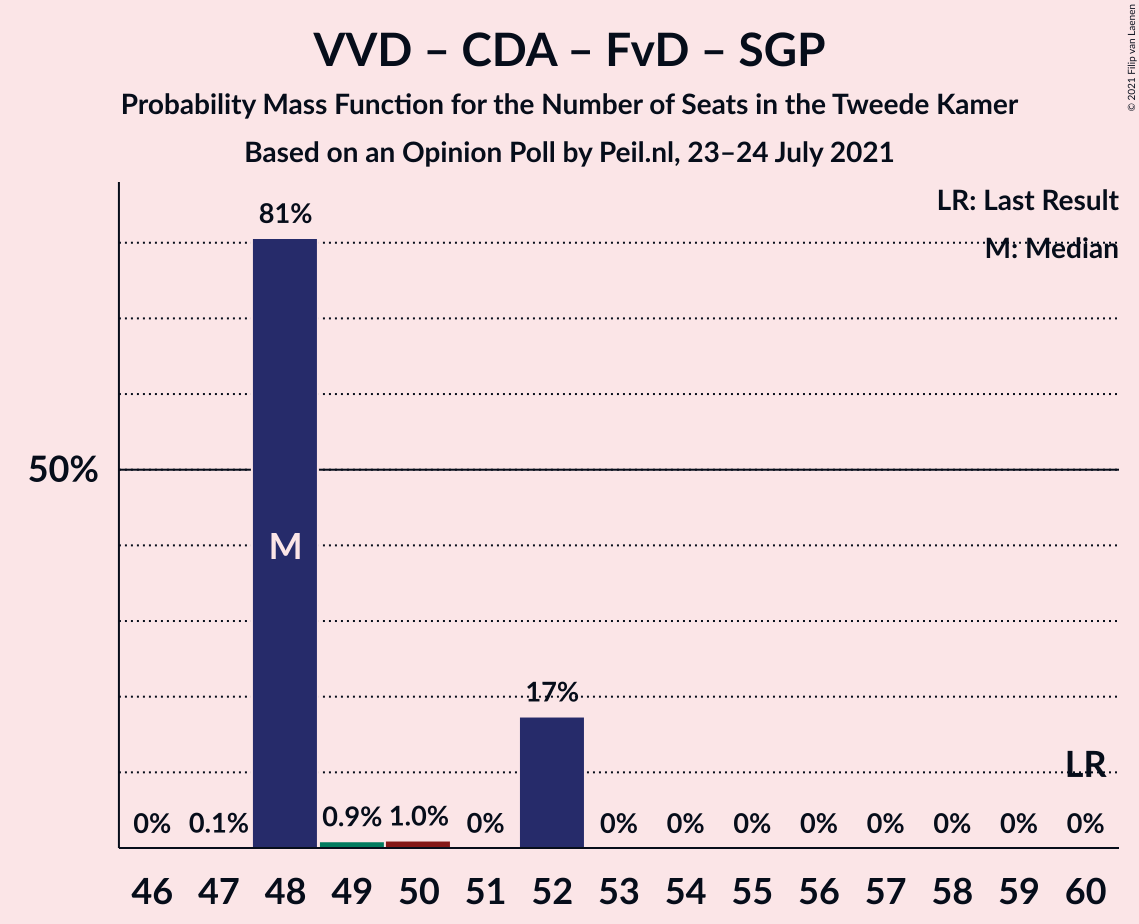 VVD – CDA – FvD – SGP
Probability Mass Function for the Number of Seats in the Tweede Kamer
Based on an Opinion Poll by Peil.nl, 23–24 July 2021
© 2021 Filip van Laenen
LR: Last Result
M: Median
81%
50%
M
17%
LR
0% 0.1% 0.9% 1.0% 0% 0% 0% 0% 0% 0% 0% 0% 0%
46 47 48 49 50 51 52 53 54 55 56 57 58 59 60